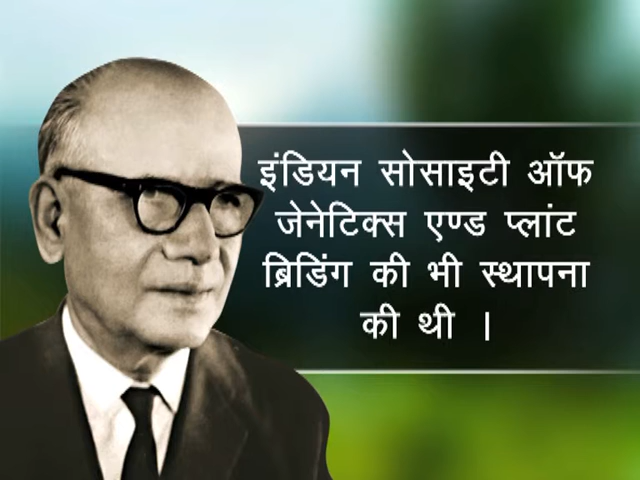 इंडियन सोसाइटी ऑफ
जेनेटिक्स एण्ड प्लांट
ब्रिडिंग की भी स्थापना
की थी ।